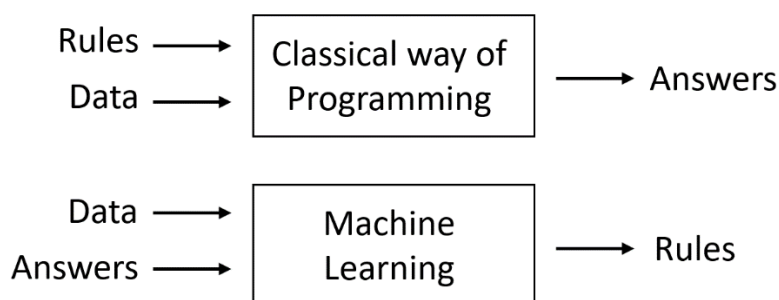 Rules
Data
Classical way of
Programming
Answers
Data
Answers
Machine
Learning
Rules